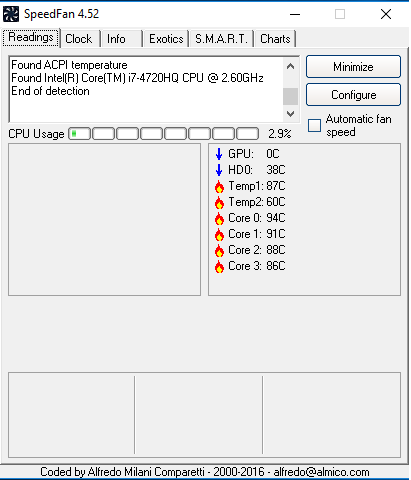 SpeedFan 4.52
Readings Clock Info Exotics S.M.A.R.T. Charts
Found ACPI temperature
Found Intel(R) Core(TM) i7-4720HQ CPU @ 2.60GHz
End of detection
Minimize
Configure
CPU Usage 2.9%
Automatic fan
speed
GPU: 0C
HD0: 38C
Temp1: 87C
Temp2: 60C
Core 0: 94C
Core 1: 91C
Core 2: 88C
Core 3: 86C
Coded by Alfredo Milani Comparetti - 2000-2016 - alfredo@almico.com